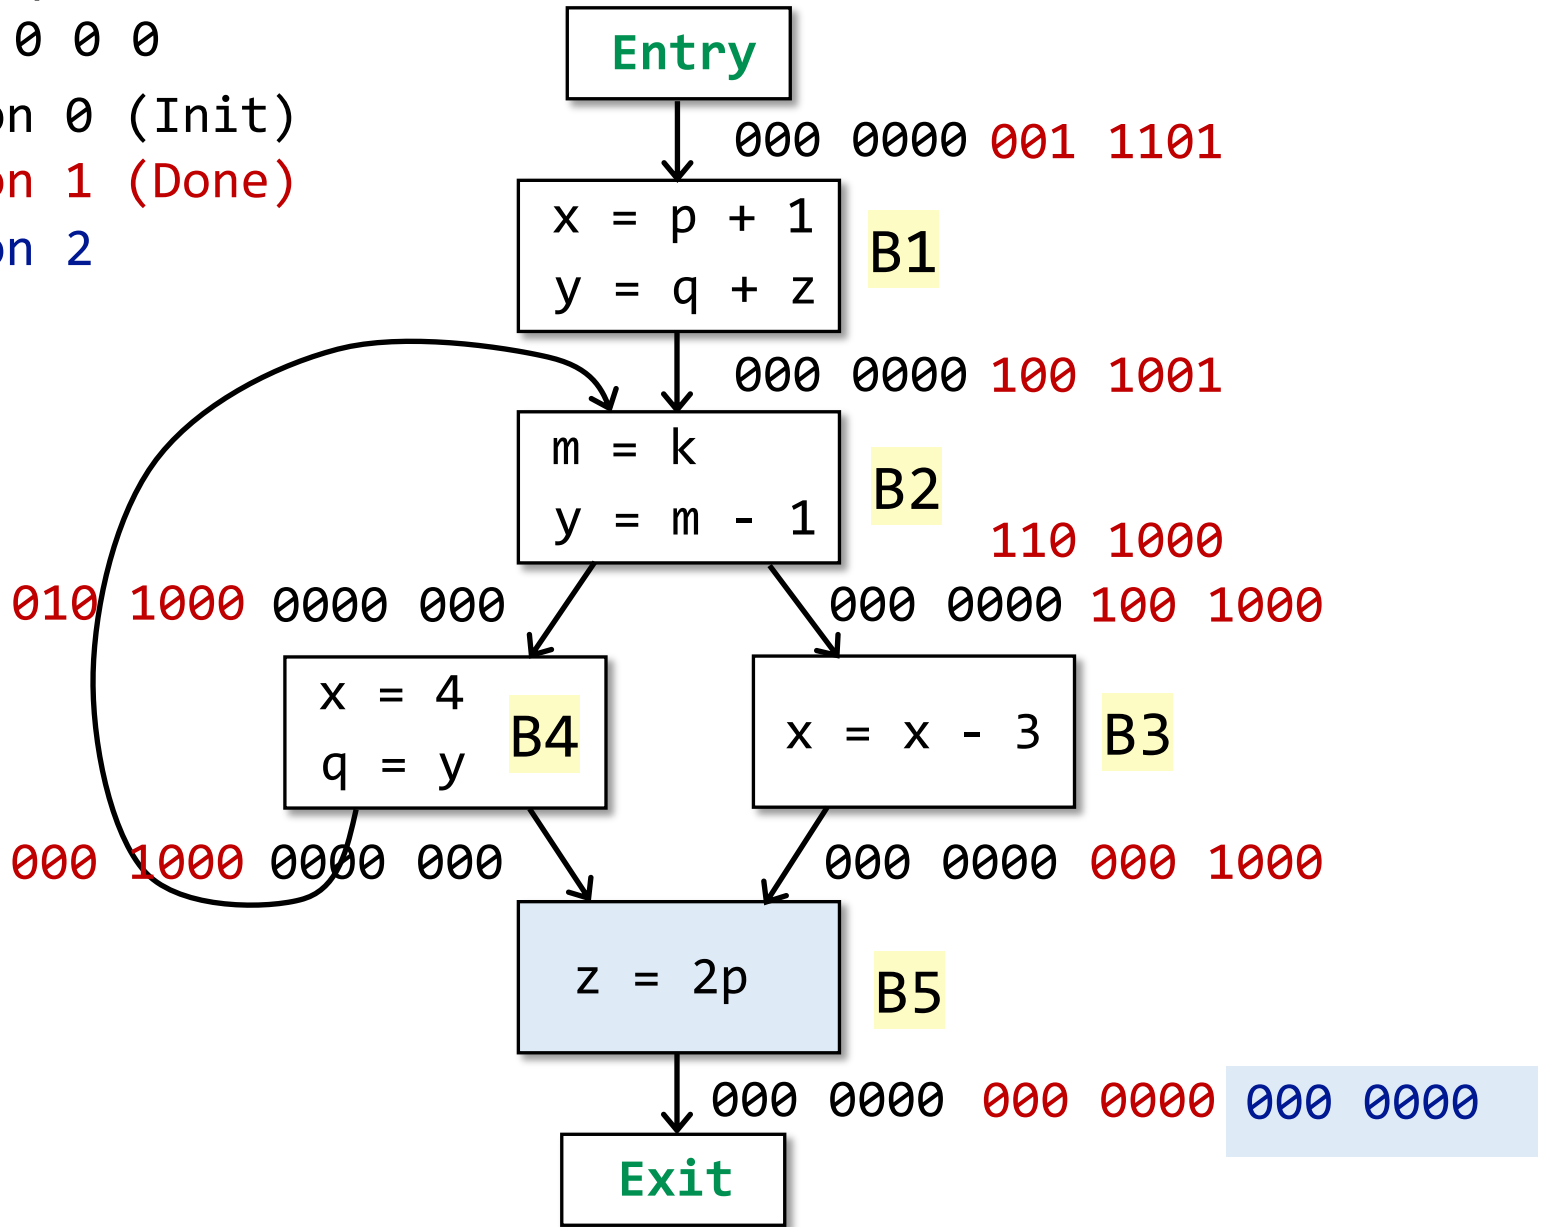 0 0 0
Entry
on 0 (Init)
000 0000 001 1101
on 1 (Done)
x = p + 1
y = q + z
B1
on 2
000 0000 100 1001
m = k
y = m - 1
B2
110 1000
010 1000 0000 000
000 0000 100 1000
x = 4
q = y
B4
x = x - 3
B3
000 1000 0000 000
000 0000 000 1000
z = 2p
B5
000 0000 000 0000 000 0000
Exit